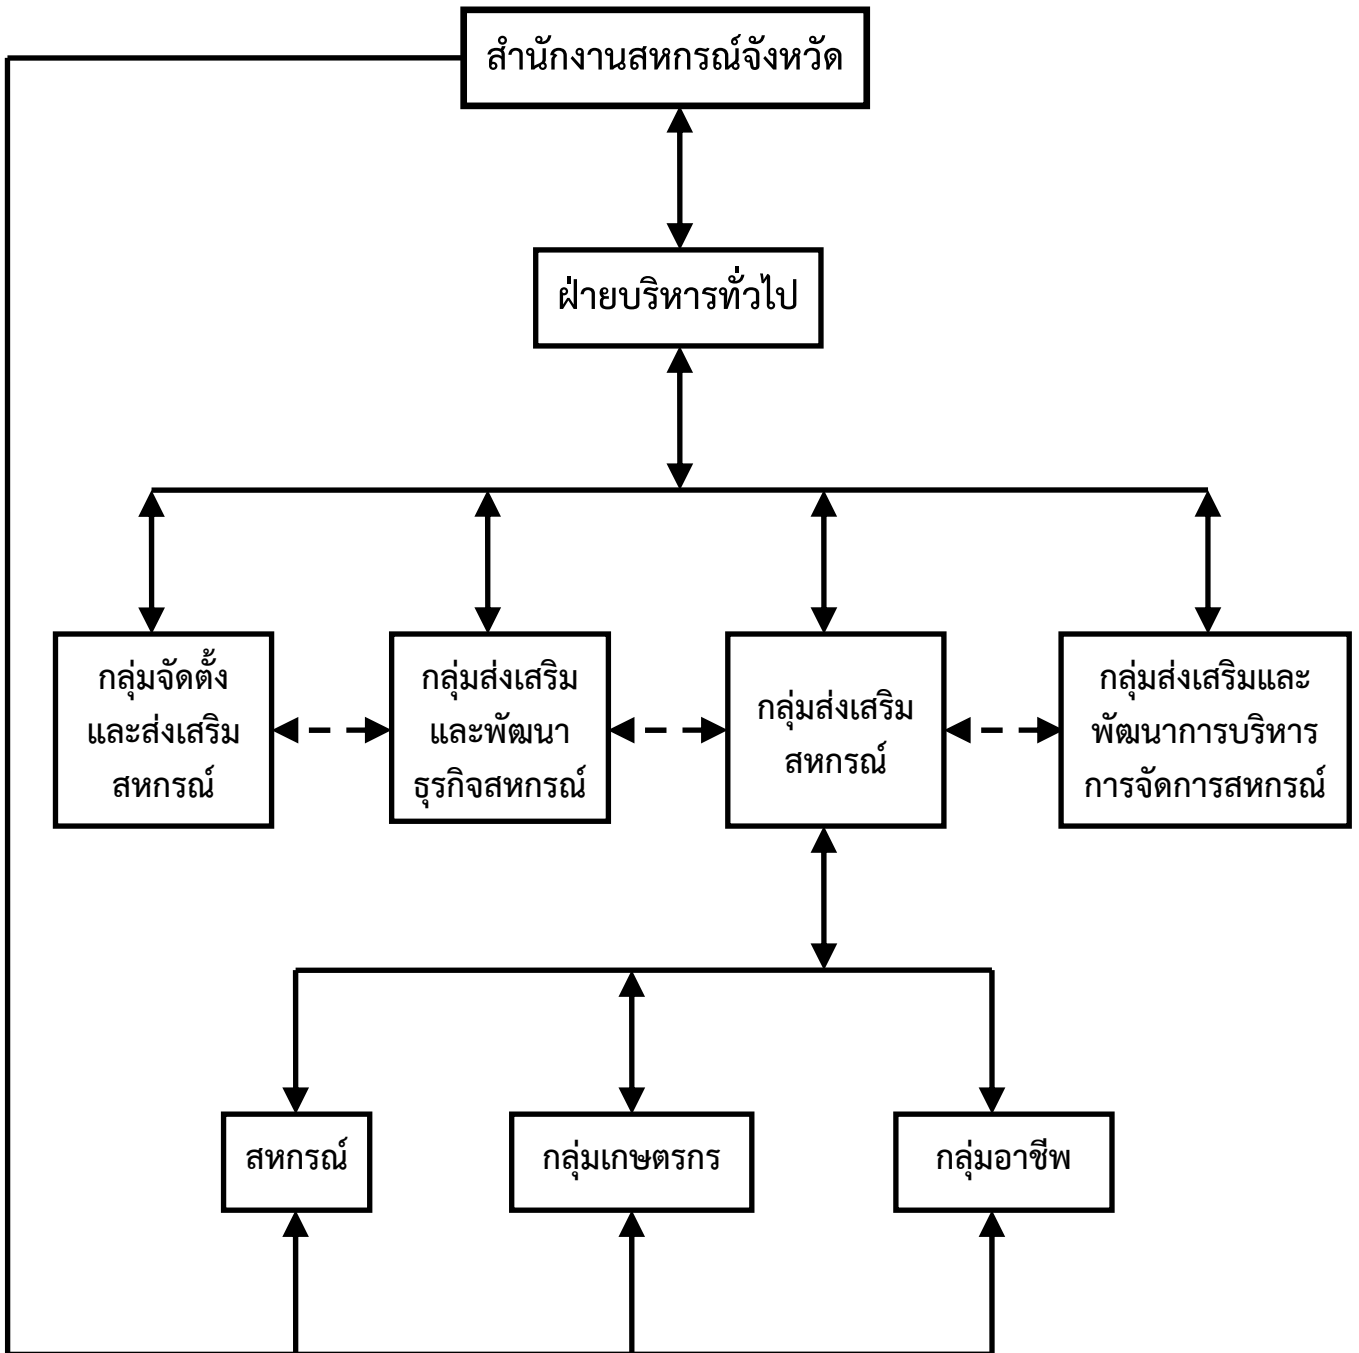 สำนักงานสหกรณ์จังหวัด
ฝ่ายบริหารทั่วไป
กลุ่มจัดตั้ง
และส่งเสริม
สหกรณ์
กลุ่มส่งเสริม
และพัฒนา
ธุรกิจสหกรณ์
กลุ่มส่งเสริม
สหกรณ์
กลุ่มส่งเสริมและ
พัฒนาการบริหาร
การจัดการสหกรณ์
สหกรณ์
กลุ่มเกษตรกร
กลุ่มอาชีพ